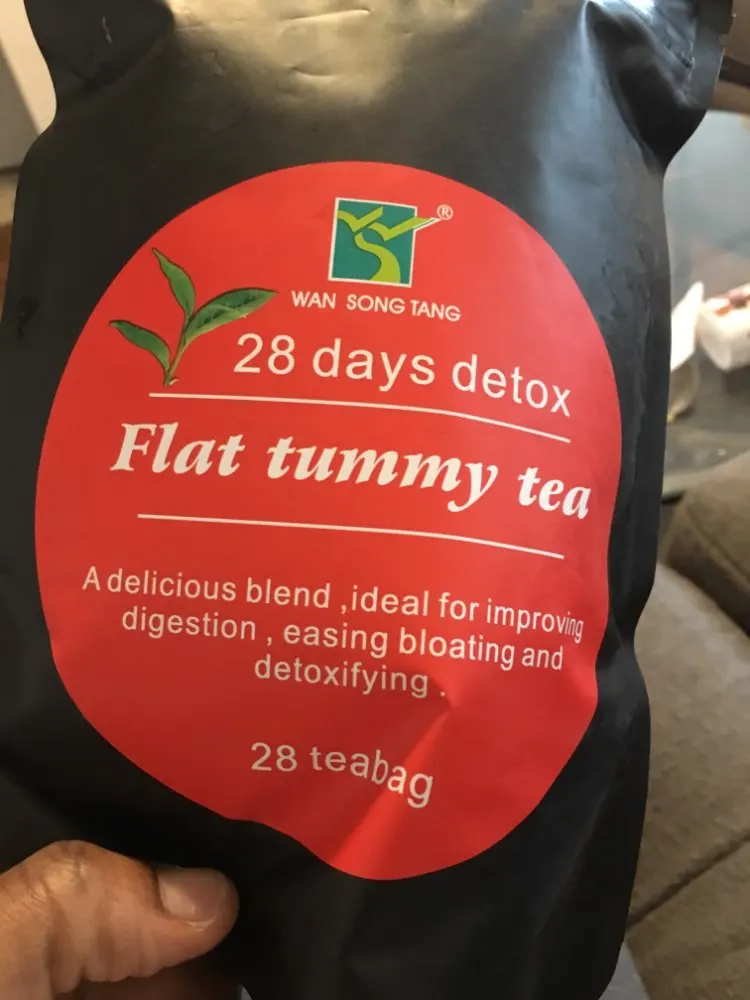 ®
WAN SONG TANG
28 days detox
Flat tummy tea
A delicious blend ,ideal for improving
digestion , easing bloating and
detoxifying .
28 teabag